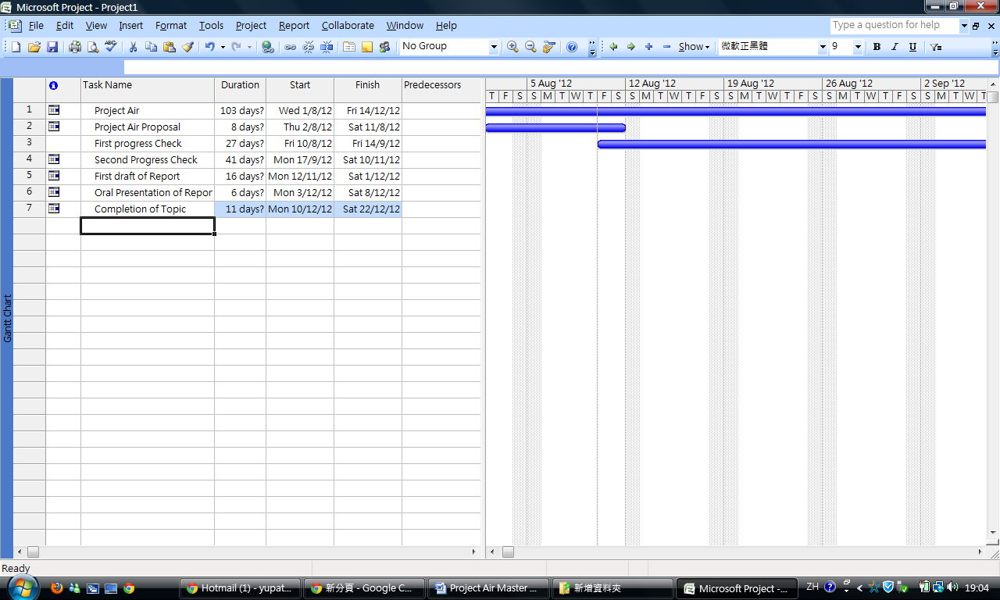 Microsoft Project - Project1
File Edit View Insert Format Tools Project Report Collaborate Window Help
Type a question for help
No Group
Show
微軟正黑體
9
B I U
Task Name Duration Start Finish Predecessors
5 Aug '12 12 Aug '12 19 Aug '12 26 Aug '12 2 Sep '12
T F S S M T W T F S S M T W T F S S M T W T F S S M T W T F S S M T W T
1 Project Air 103 days? Wed 1/8/12 Fri 14/12/12
2 Project Air Proposal 8 days? Thu 2/8/12 Sat 11/8/12
3 First progress Check 27 days? Fri 10/8/12 Fri 14/9/12
4 Second Progress Check 41 days? Mon 17/9/12 Sat 10/11/12
5 First draft of Report 16 days? Mon 12/11/12 Sat 1/12/12
6 Oral Presentation of Repor 6 days? Mon 3/12/12 Sat 8/12/12
7 Completion of Topic 11 days? Mon 10/12/12 Sat 22/12/12
Gantt Chart
Ready
Hotmail (1) - yupat...
新分頁 - Google C...
Project Air Master ...
新增資料夾
Microsoft Project -...
ZH
19:04